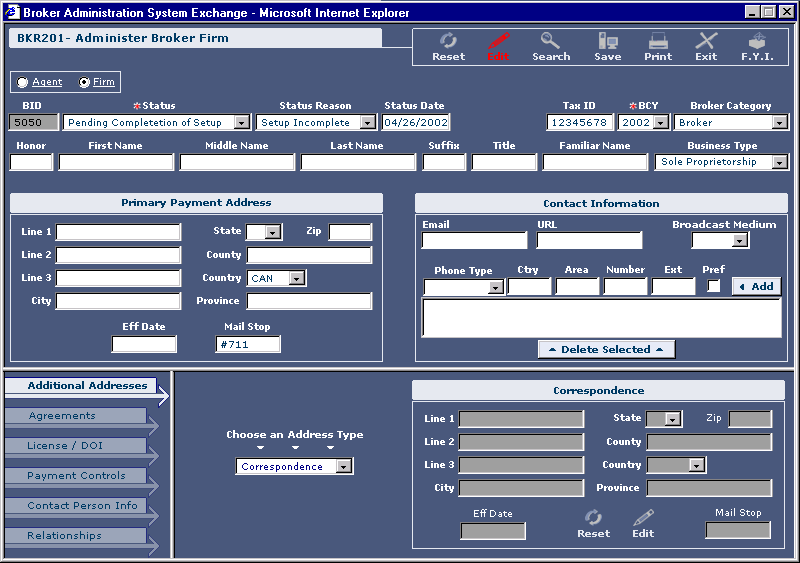 Broker Administration System Exchange - Microsoft Internet Explorer
BKR201- Administer Broker Firm
Reset Edit Search Save Print Exit F.Y.I.
Agent Firm
BID *Status Status Reason Status Date Tax ID *BCY Broker Category
5050 Pending Completetion of Setup Setup Incomplete 04/26/2002 12345678 2002 Broker
Honor First Name Middle Name Last Name Suffix Title Familiar Name Business Type
Sole Proprietorship
Primary Payment Address
Line 1 State Zip
Line 2 County
Line 3 Country CAN
City Province
Eff Date Mail Stop
#711
Contact Information
Email URL Broadcast Medium
Phone Type Ctry Area Number Ext Pref
Add
Delete Selected
Additional Addresses
Agreements
License / DOI
Payment Controls
Contact Person Info
Relationships
Choose an Address Type
Correspondence
Correspondence
Line 1 State Zip
Line 2 County
Line 3 Country
City Province
Eff Date Mail Stop
Reset Edit